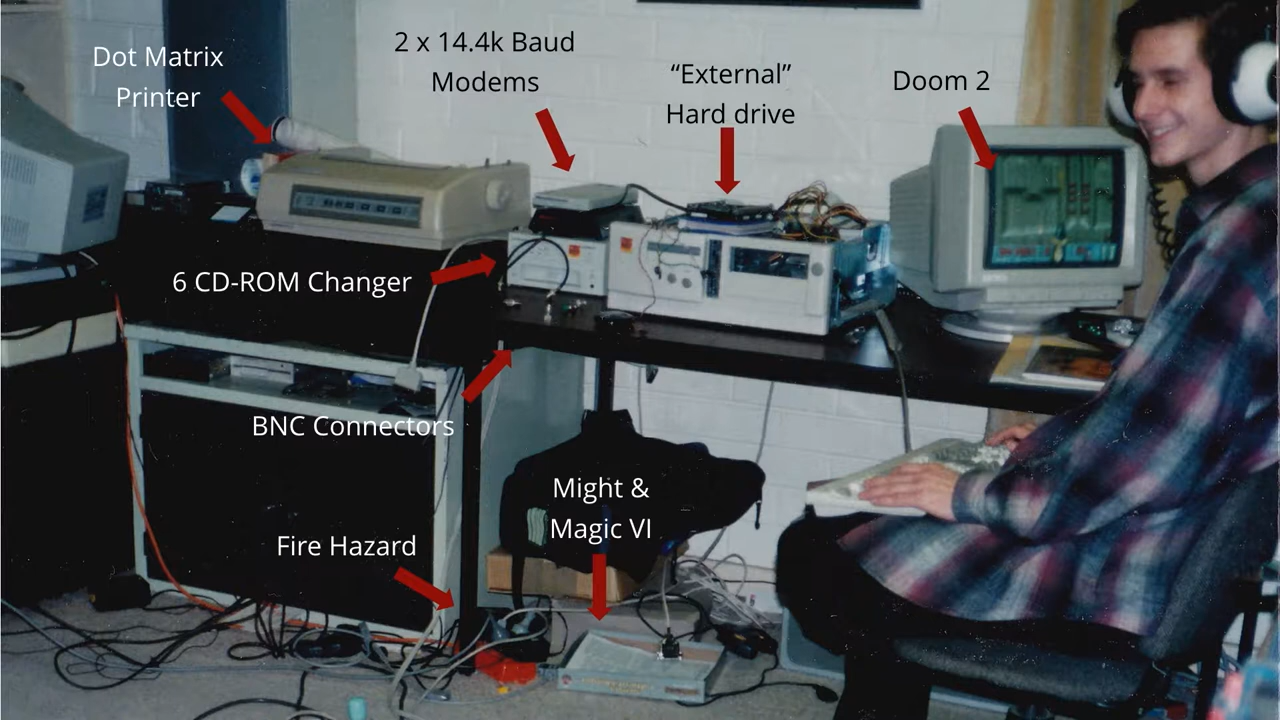 Dot Matrix
Printer
2 x 14.4k Baud
Modems
“External”
Hard drive
Doom 2
6 CD-ROM Changer
BNC Connectors
Might &
Magic VI
Fire Hazard